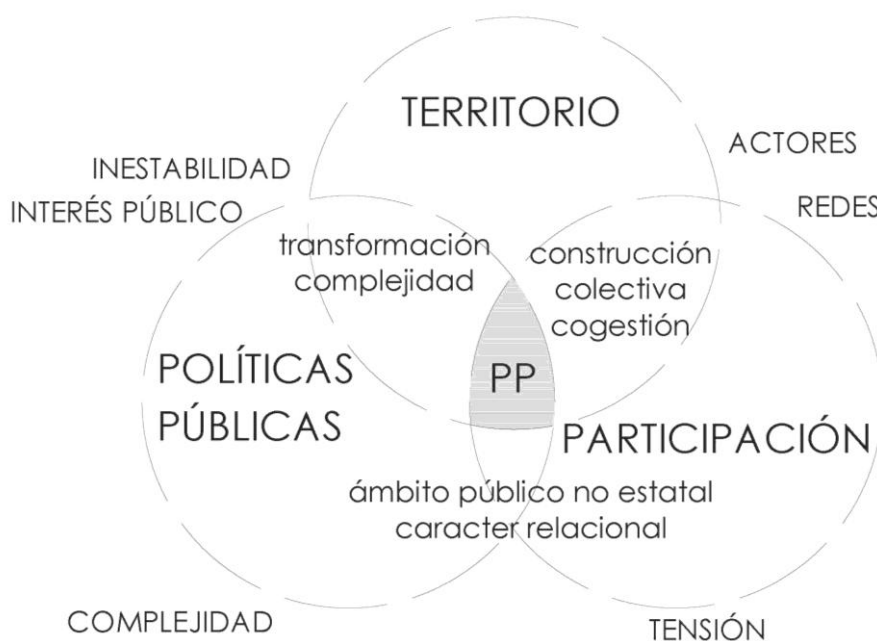 TERRITORIO
ACTORES
INESTABILIDAD
INTERÉS PÚBLICO
REDES
transformación
complejidad
construcción
colectiva
cogestión
POLÍTICAS
PÚBLICAS
PP
PARTICIPACIÓN
ámbito público no estatal
caracter relacional
COMPLEJIDAD
TENSIÓN